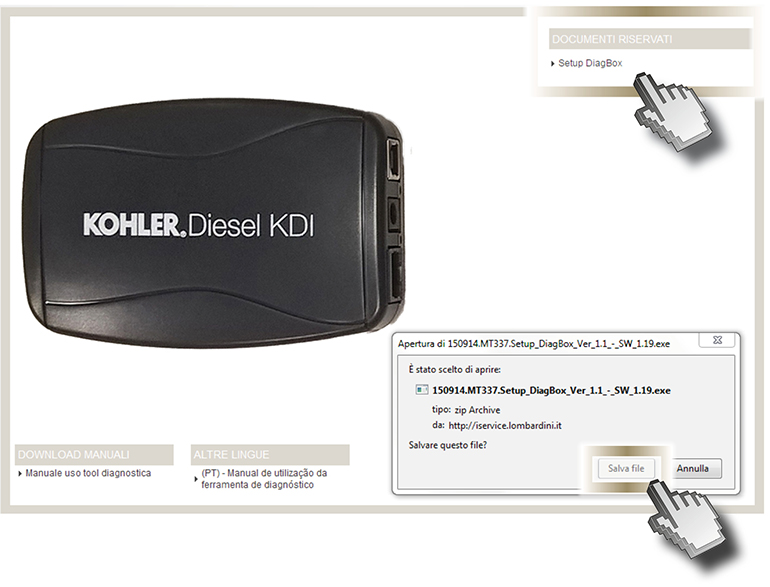 DOCUMENTI RISERVATI
Setup DiagBox
KOHLER.Diesel KDI
Apertura di 150914.MT337.Setup_DiagBox_Ver_1.1_-_SW_1.19.exe
È stato scelto di aprire:
150914.MT337.Setup_DiagBox_Ver_1.1_-_SW_1.19.exe
tipo: zip Archive
da: http://iservice.lombardini.it
Salvare questo file?
Salva file
Annulla
DOWNLOAD MANUALI
Manuale uso tool diagnostica
ALTRE LINGUE
(PT) - Manual de utilização da
ferramenta de diagnóstico